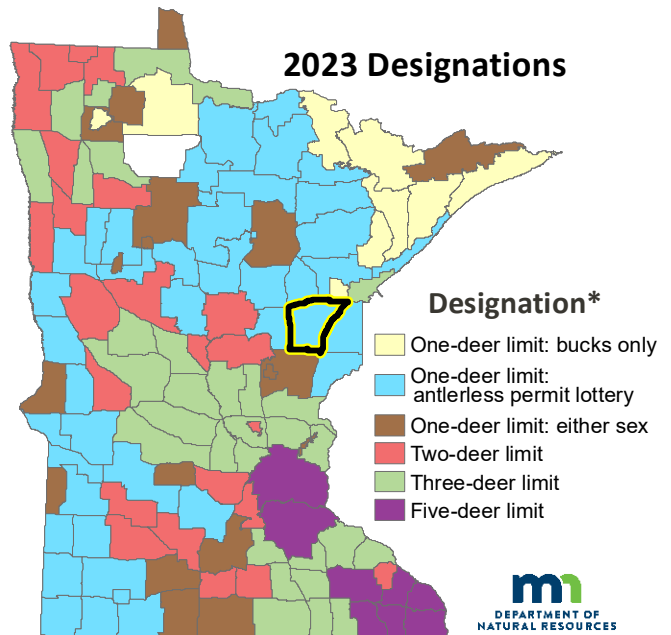 2023 Designations
Designation*
One-deer limit: bucks only
One-deer limit:
antlerless permit lottery
One-deer limit: either sex
Two-deer limit
Three-deer limit
Five-deer limit
mn
DEPARTMENT OF
NATURAL RESOURCES